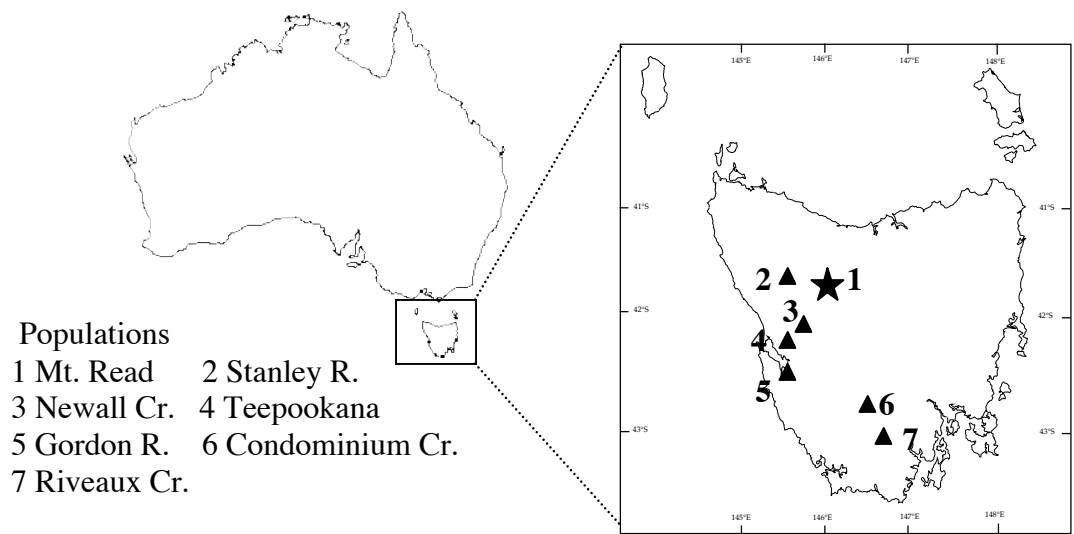 Populations
1 Mt. Read 2 Stanley R.
3 Newall Cr. 4 Teepookana
5 Gordon R. 6 Condominium Cr.
7 Riveaux Cr.
145°E 146°E 147°E 148°E
41°S 41°S
2 1
3
42°S 42°S
4
5
6
43°S 7 43°S
145°E 146°E 147°E 148°E